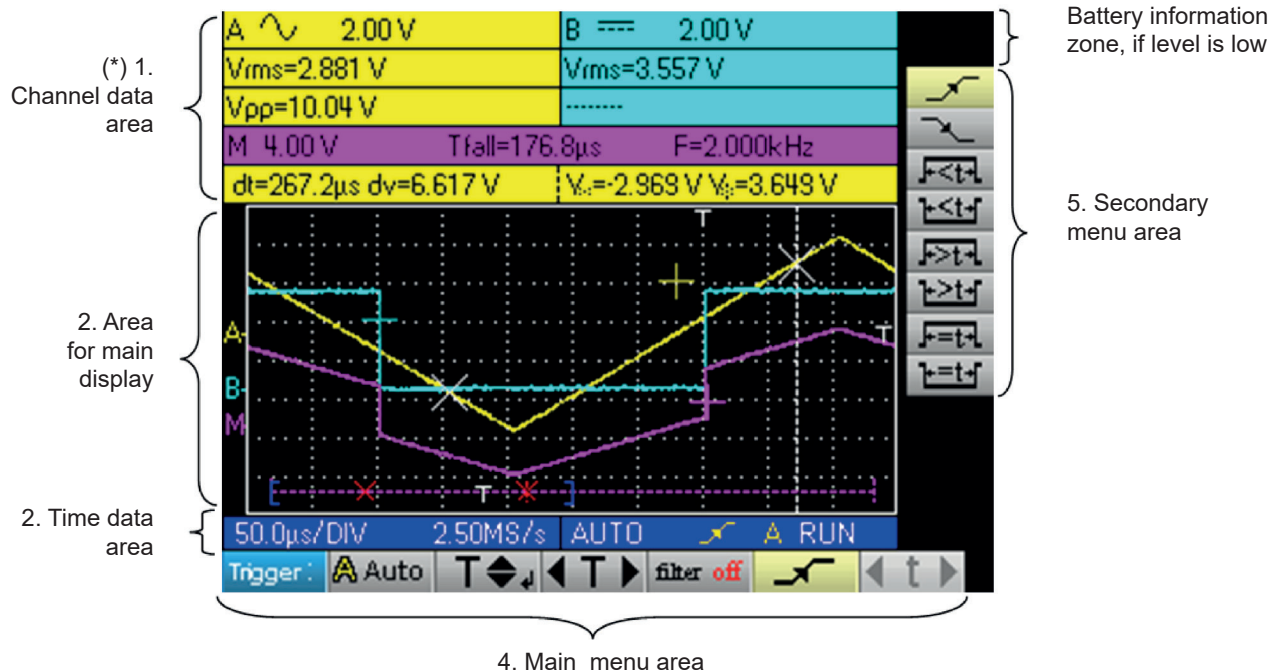 (*) 1.
Channel data
area
A 2.00 V
B 2.00 V
Vrms=2.881 V
Vrms=3.557 V
Vpp=10.04 V
--------
M 4.00 V Tfall=176.8µs F=2.000kHz
dt=267.2µs dv=6.617 V
=-2.969 V =3.649 V
Battery information
zone, if level is low
<t
<t
>t
>t
=t
=t
5. Secondary
menu area
2. Area
for main
display
T
A
T
B
M
T
2. Time data
area
50.0µs/DIV 2.50MS/s AUTO A RUN
Trigger : A Auto T T filter off t
4. Main menu area